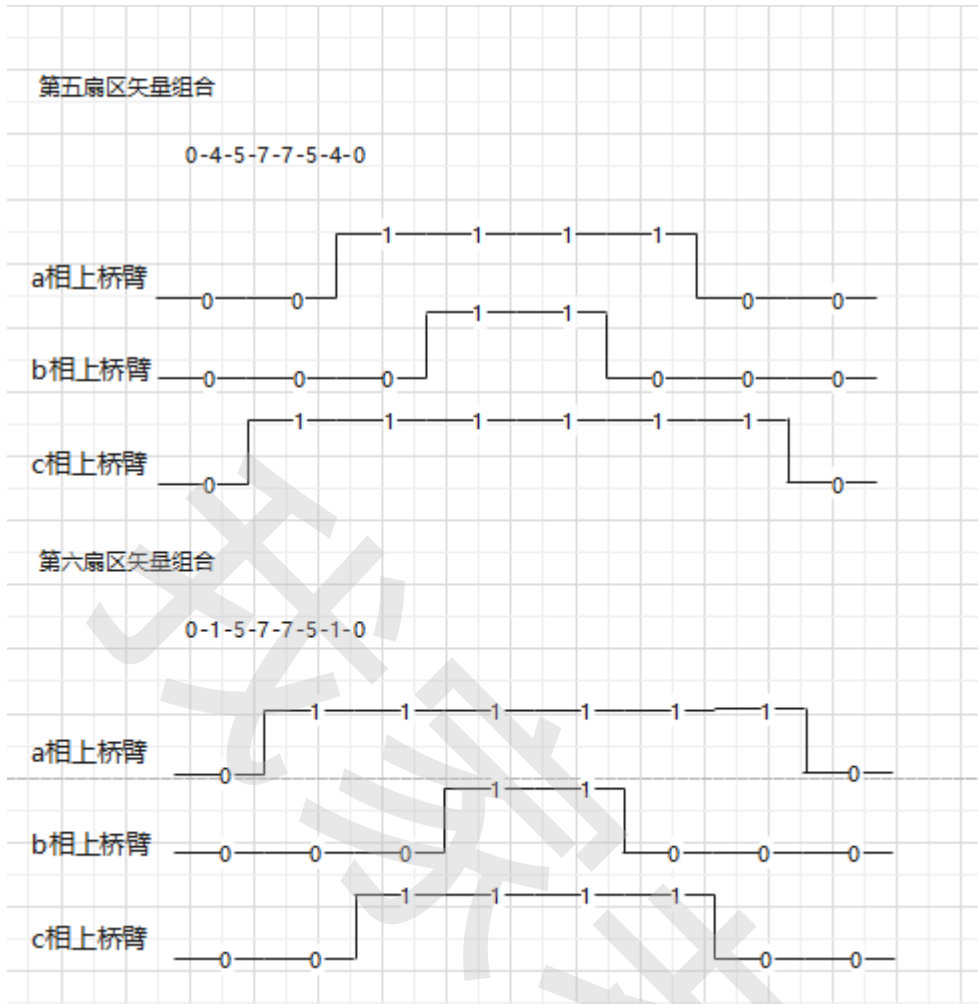 第五扇区矢量组合
0-4-5-7-7-5-4-0
a相上桥臂
0 0 1 1 1 1 0 0
b相上桥臂
0 0 0 1 1 0 0 0
c相上桥臂
0 1 1 1 1 1 1 0
第六扇区矢量组合
0-1-5-7-7-5-1-0
a相上桥臂
0 1 1 1 1 1 1 0
b相上桥臂
0 0 0 1 1 0 0 0
c相上桥臂
0 0 1 1 1 1 0 0
我家